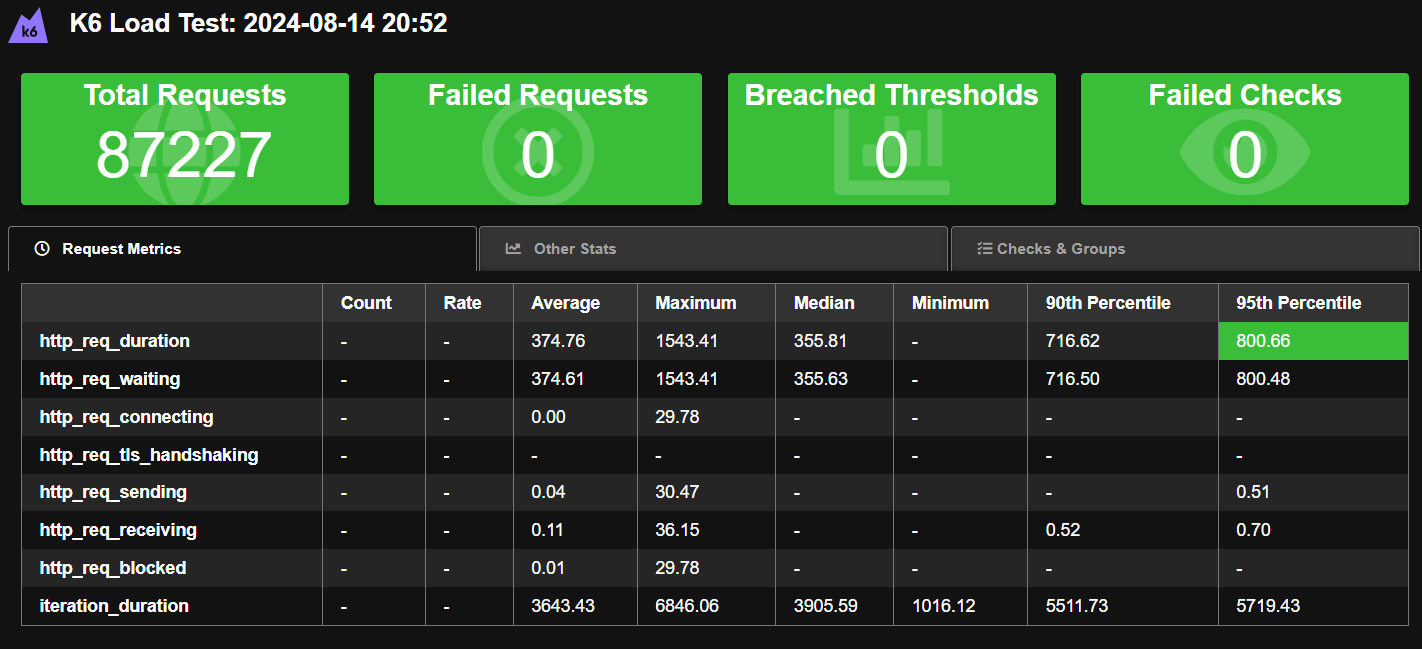 k6 K6 Load Test: 2024-08-14 20:52
Total Requests Failed Requests Breached Thresholds Failed Checks
87227 0 0 0
Request Metrics Other Stats Checks & Groups
Count Rate Average Maximum Median Minimum 90th Percentile 95th Percentile
http_req_duration - - 374.76 1543.41 355.81 - 716.62 800.66
http_req_waiting - - 374.61 1543.41 355.63 - 716.50 800.48
http_req_connecting - - 0.00 29.78 - - - -
http_req_tls_handshaking - - - - - - - -
http_req_sending - - 0.04 30.47 - - - 0.51
http_req_receiving - - 0.11 36.15 - - 0.52 0.70
http_req_blocked - - 0.01 29.78 - - - -
iteration_duration - - 3643.43 6846.06 3905.59 1016.12 5511.73 5719.43